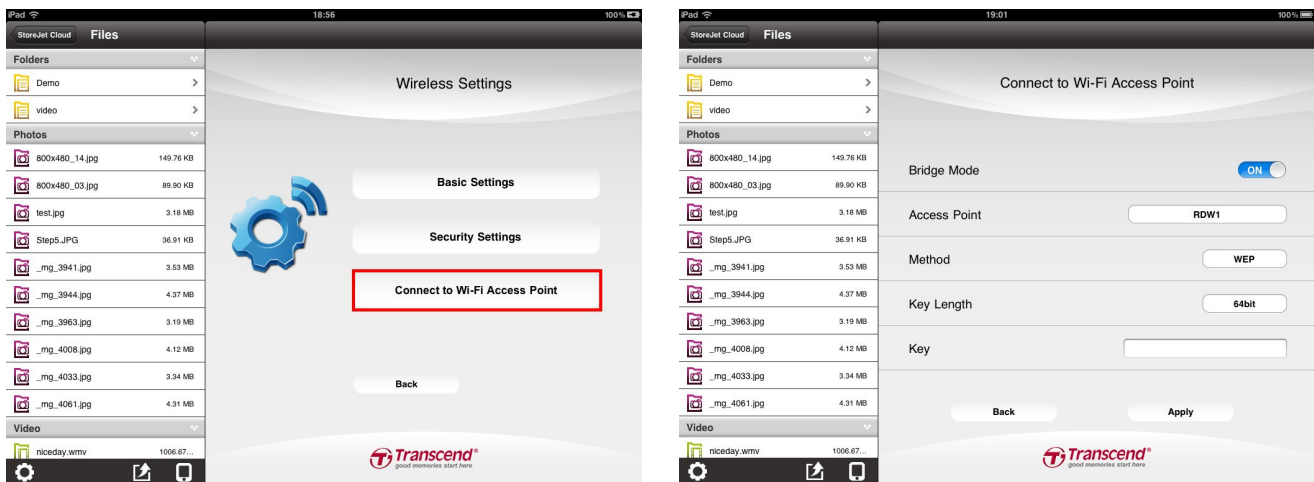 iPad 18:56 100%
StoreJet Cloud Files
Folders
Demo
video
Photos
800x480_14.jpg 149.76 KB
800x480_03.jpg 89.90 KB
test.jpg 3.18 MB
Step5.JPG 36.91 KB
_mg_3941.jpg 3.53 MB
_mg_3944.jpg 4.37 MB
_mg_3963.jpg 3.19 MB
_mg_4008.jpg 4.12 MB
_mg_4033.jpg 3.34 MB
_mg_4061.jpg 4.31 MB
Video
niceday.wmv 1006.67...
Wireless Settings
Basic Settings
Security Settings
Connect to Wi-Fi Access Point
Back
Transcend®
good memories start here
iPad 19:01 100%
StoreJet Cloud Files
Folders
Demo
video
Photos
800x480_14.jpg 149.76 KB
800x480_03.jpg 89.90 KB
test.jpg 3.18 MB
Step5.JPG 36.91 KB
_mg_3941.jpg 3.53 MB
_mg_3944.jpg 4.37 MB
_mg_3963.jpg 3.19 MB
_mg_4008.jpg 4.12 MB
_mg_4033.jpg 3.34 MB
_mg_4061.jpg 4.31 MB
Video
niceday.wmv 1006.67...
Connect to Wi-Fi Access Point
Bridge Mode ON
Access Point RDW1
Method WEP
Key Length 64bit
Key
Back Apply
Transcend®
good memories start here